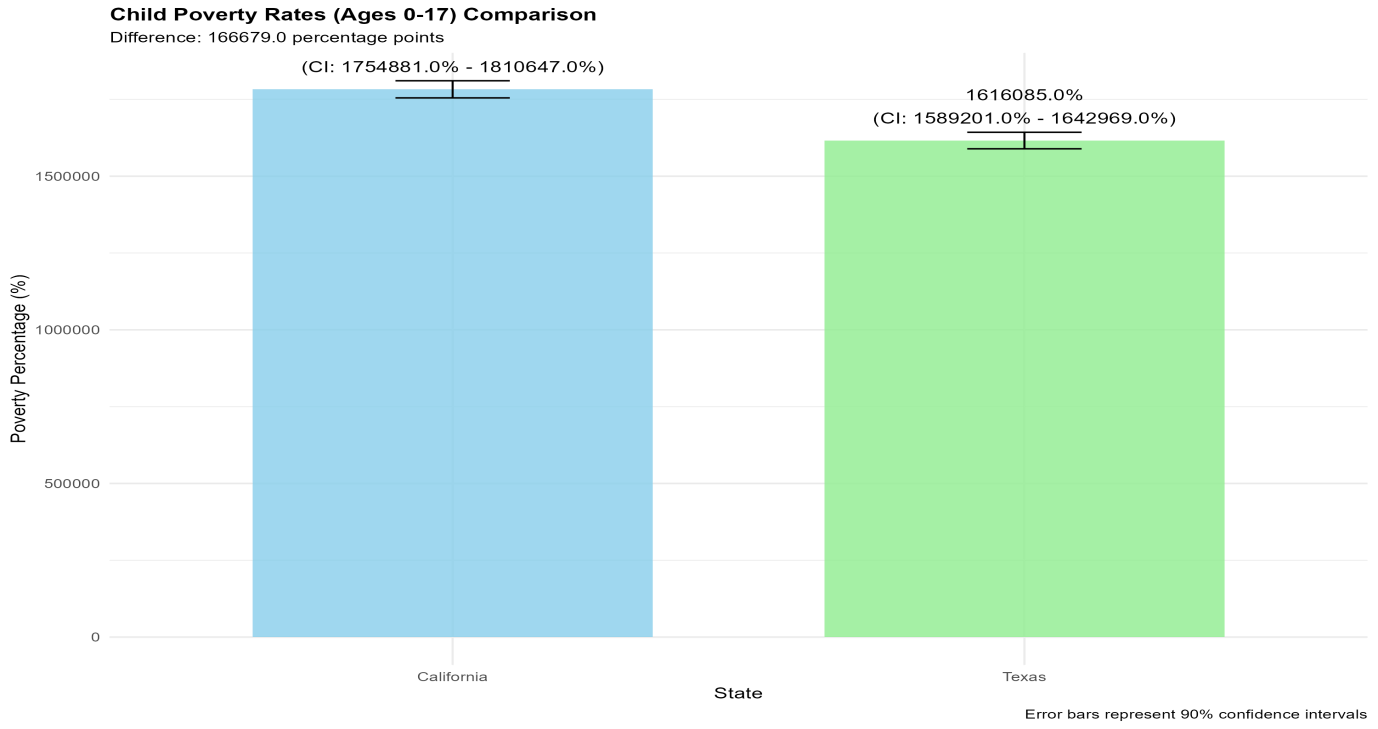 Child Poverty Rates (Ages 0-17) Comparison
Difference: 166679.0 percentage points
(CI: 1754881.0% - 1810647.0%)
1616085.0%
(CI: 1589201.0% - 1642969.0%)
Poverty Percentage (%)
1500000
1000000
500000
0
California
Texas
State
Error bars represent 90% confidence intervals